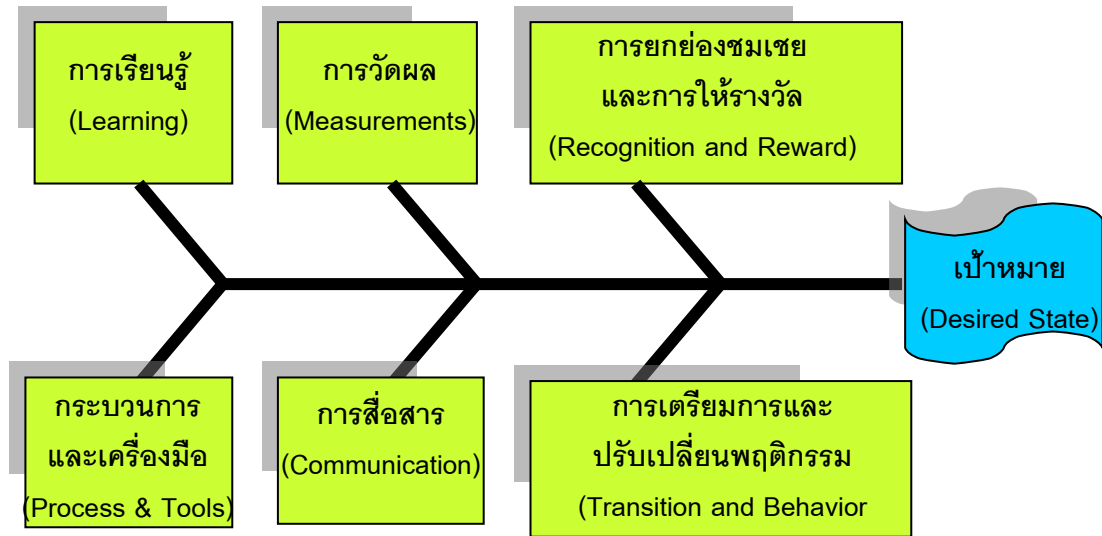 การเรียนรู้
(Learning)
การวัดผล
(Measurements)
การยกย่องชมเชย
และการให้รางวัล
(Recognition and Reward)
เป้าหมาย
(Desired State)
กระบวนการ
และเครื่องมือ
(Process & Tools)
การสื่อสาร
(Communication)
การเตรียมการและ
ปรับเปลี่ยนพฤติกรรม
(Transition and Behavior